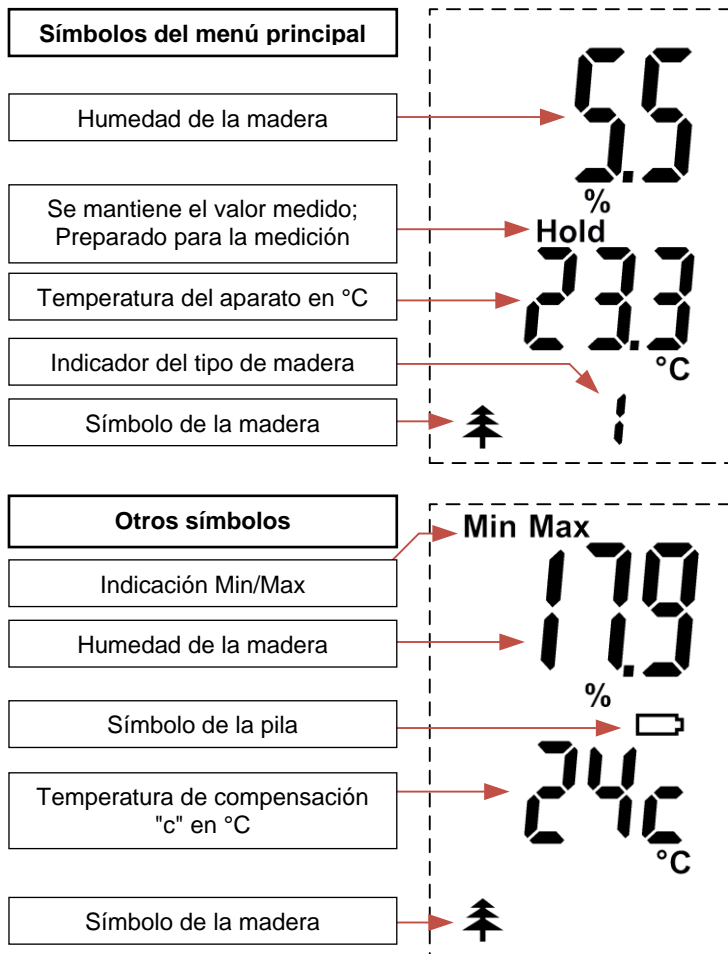 Símbolos del menú principal
Humedad de la madera
5.5
%
Se mantiene el valor medido;
Preparado para la medición
Hold
Temperatura del aparato en °C
23.3
°C
Indicador del tipo de madera
1
Símbolo de la madera
Otros símbolos
Min Max
Indicación Min/Max
Humedad de la madera
17.9
%
Símbolo de la pila
Temperatura de compensación
"c" en °C
24c
°C
Símbolo de la madera